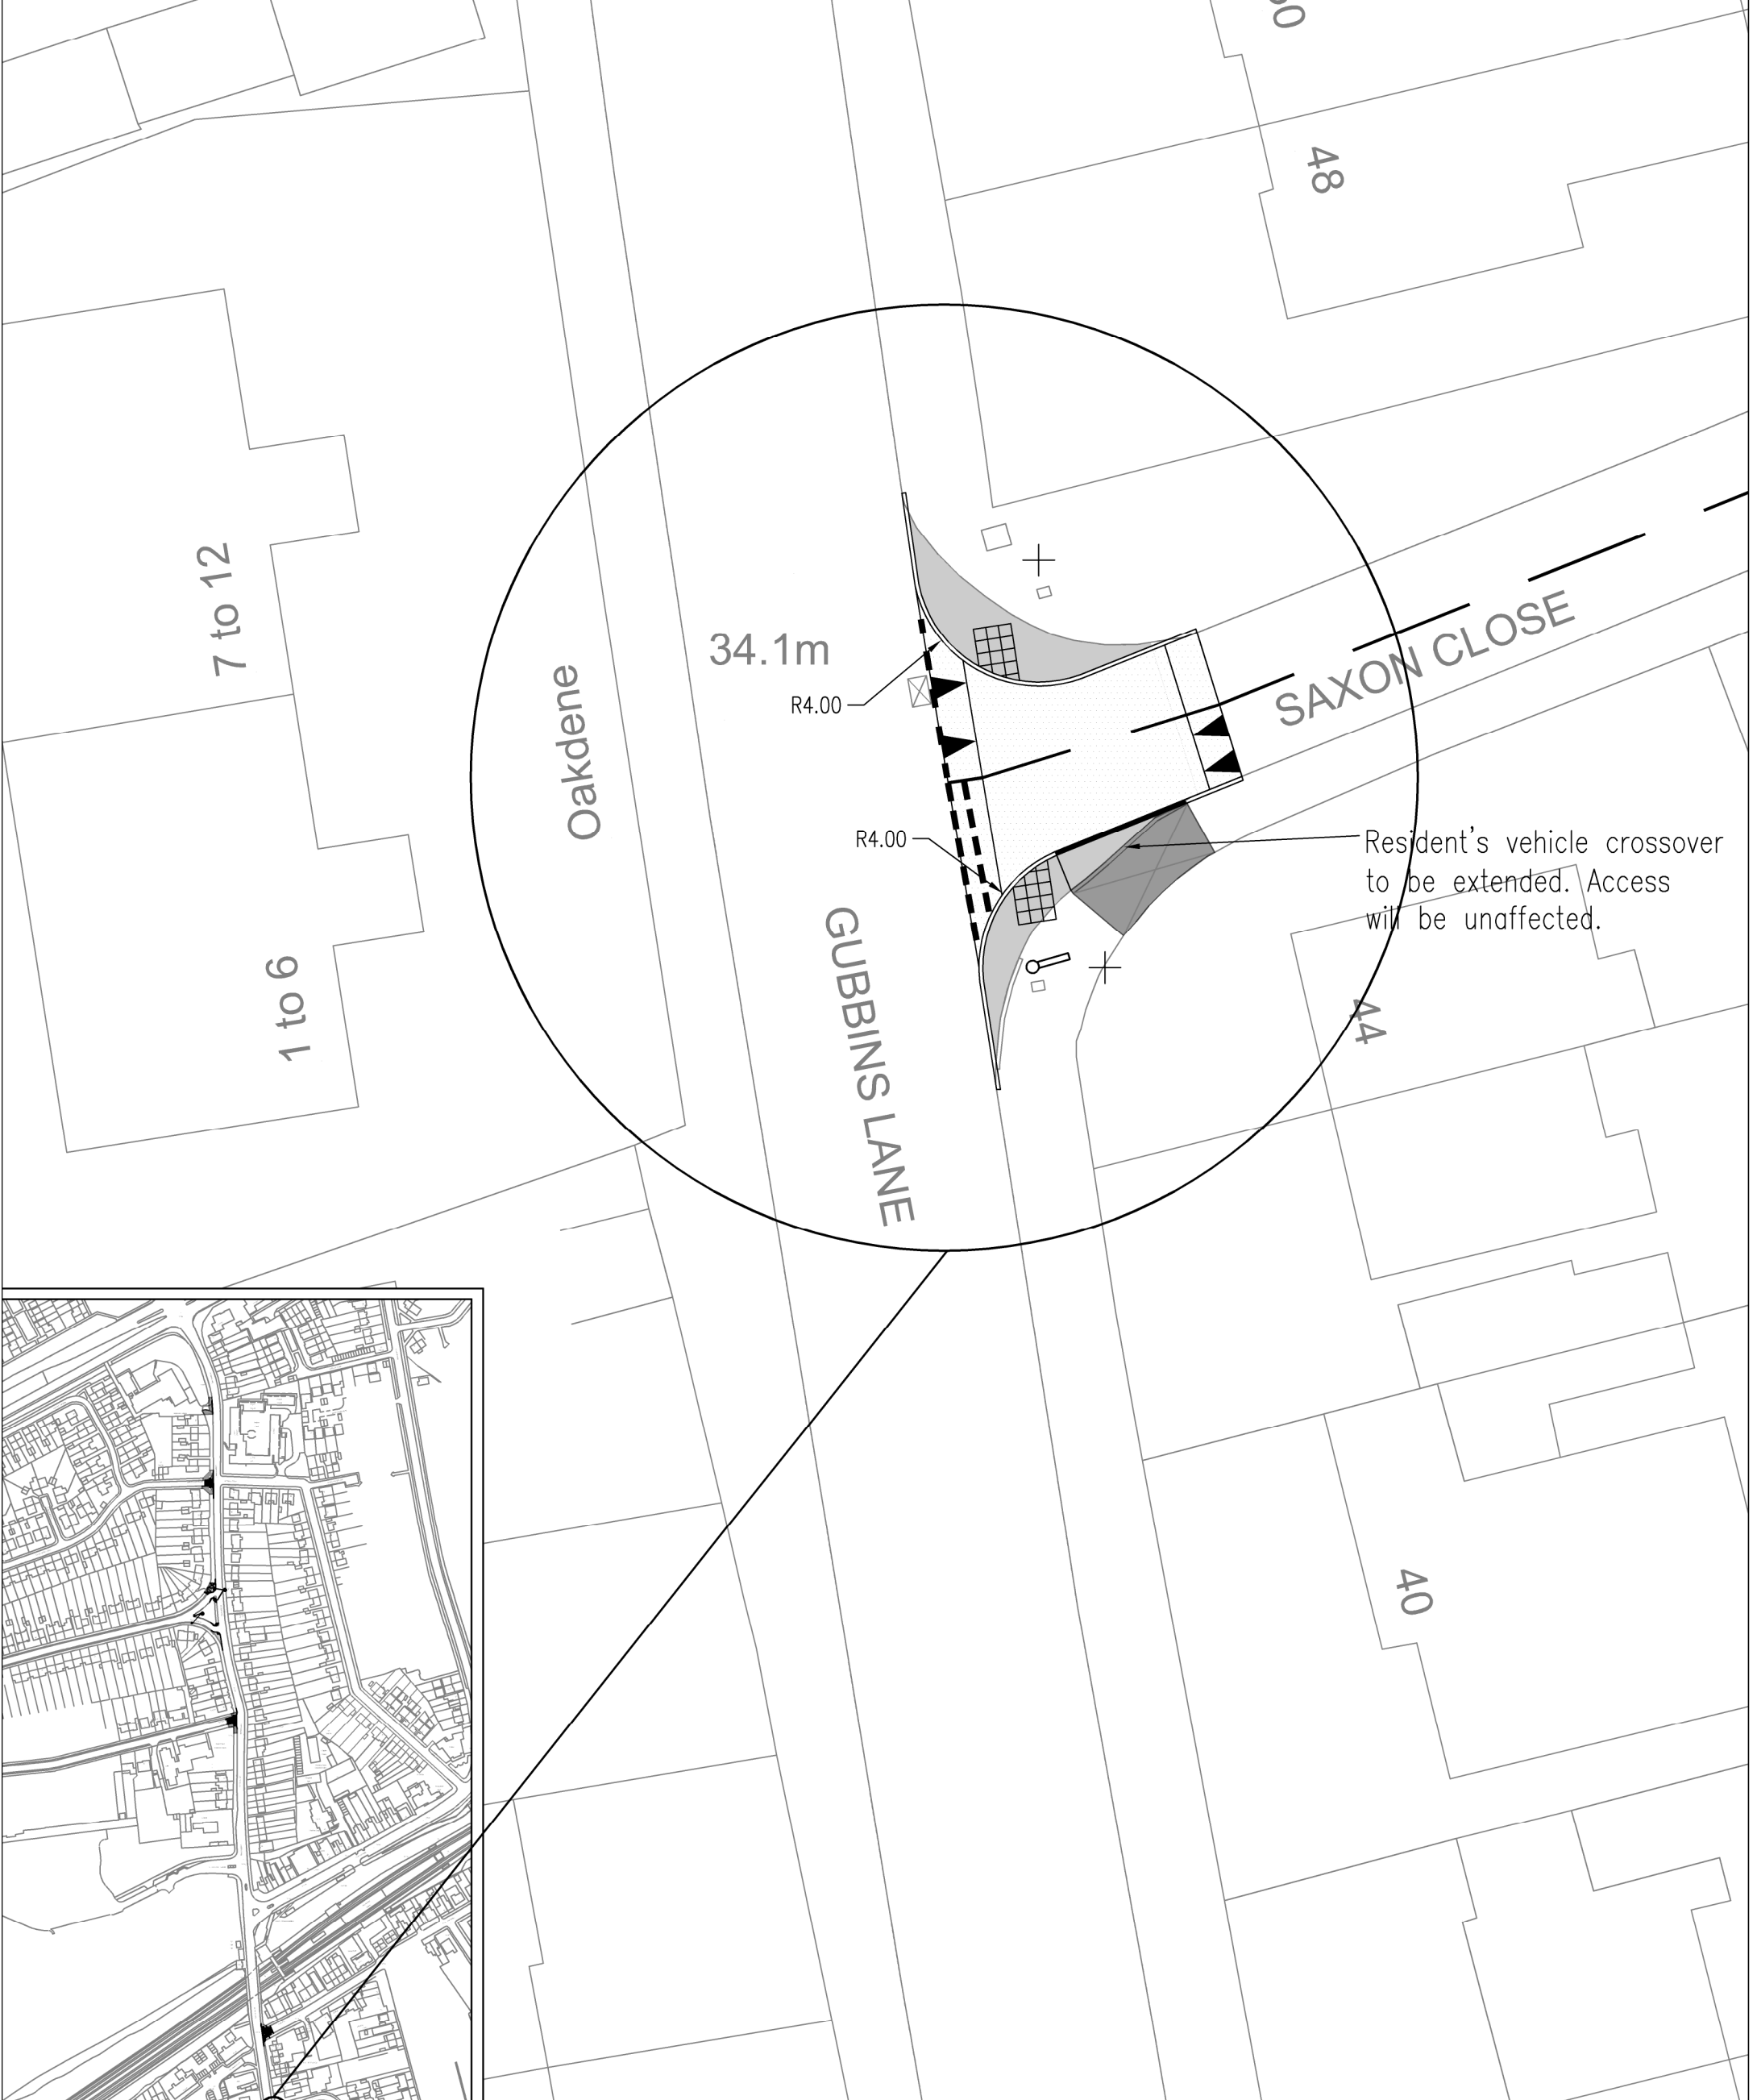 48
7 to 12
34.1m
Oakdene
R4.00
SAXON CLOSE
R4.00
Resident's vehicle crossover
to be extended. Access
will be unaffected.
GUBBINS LANE
1 to 6
44
40